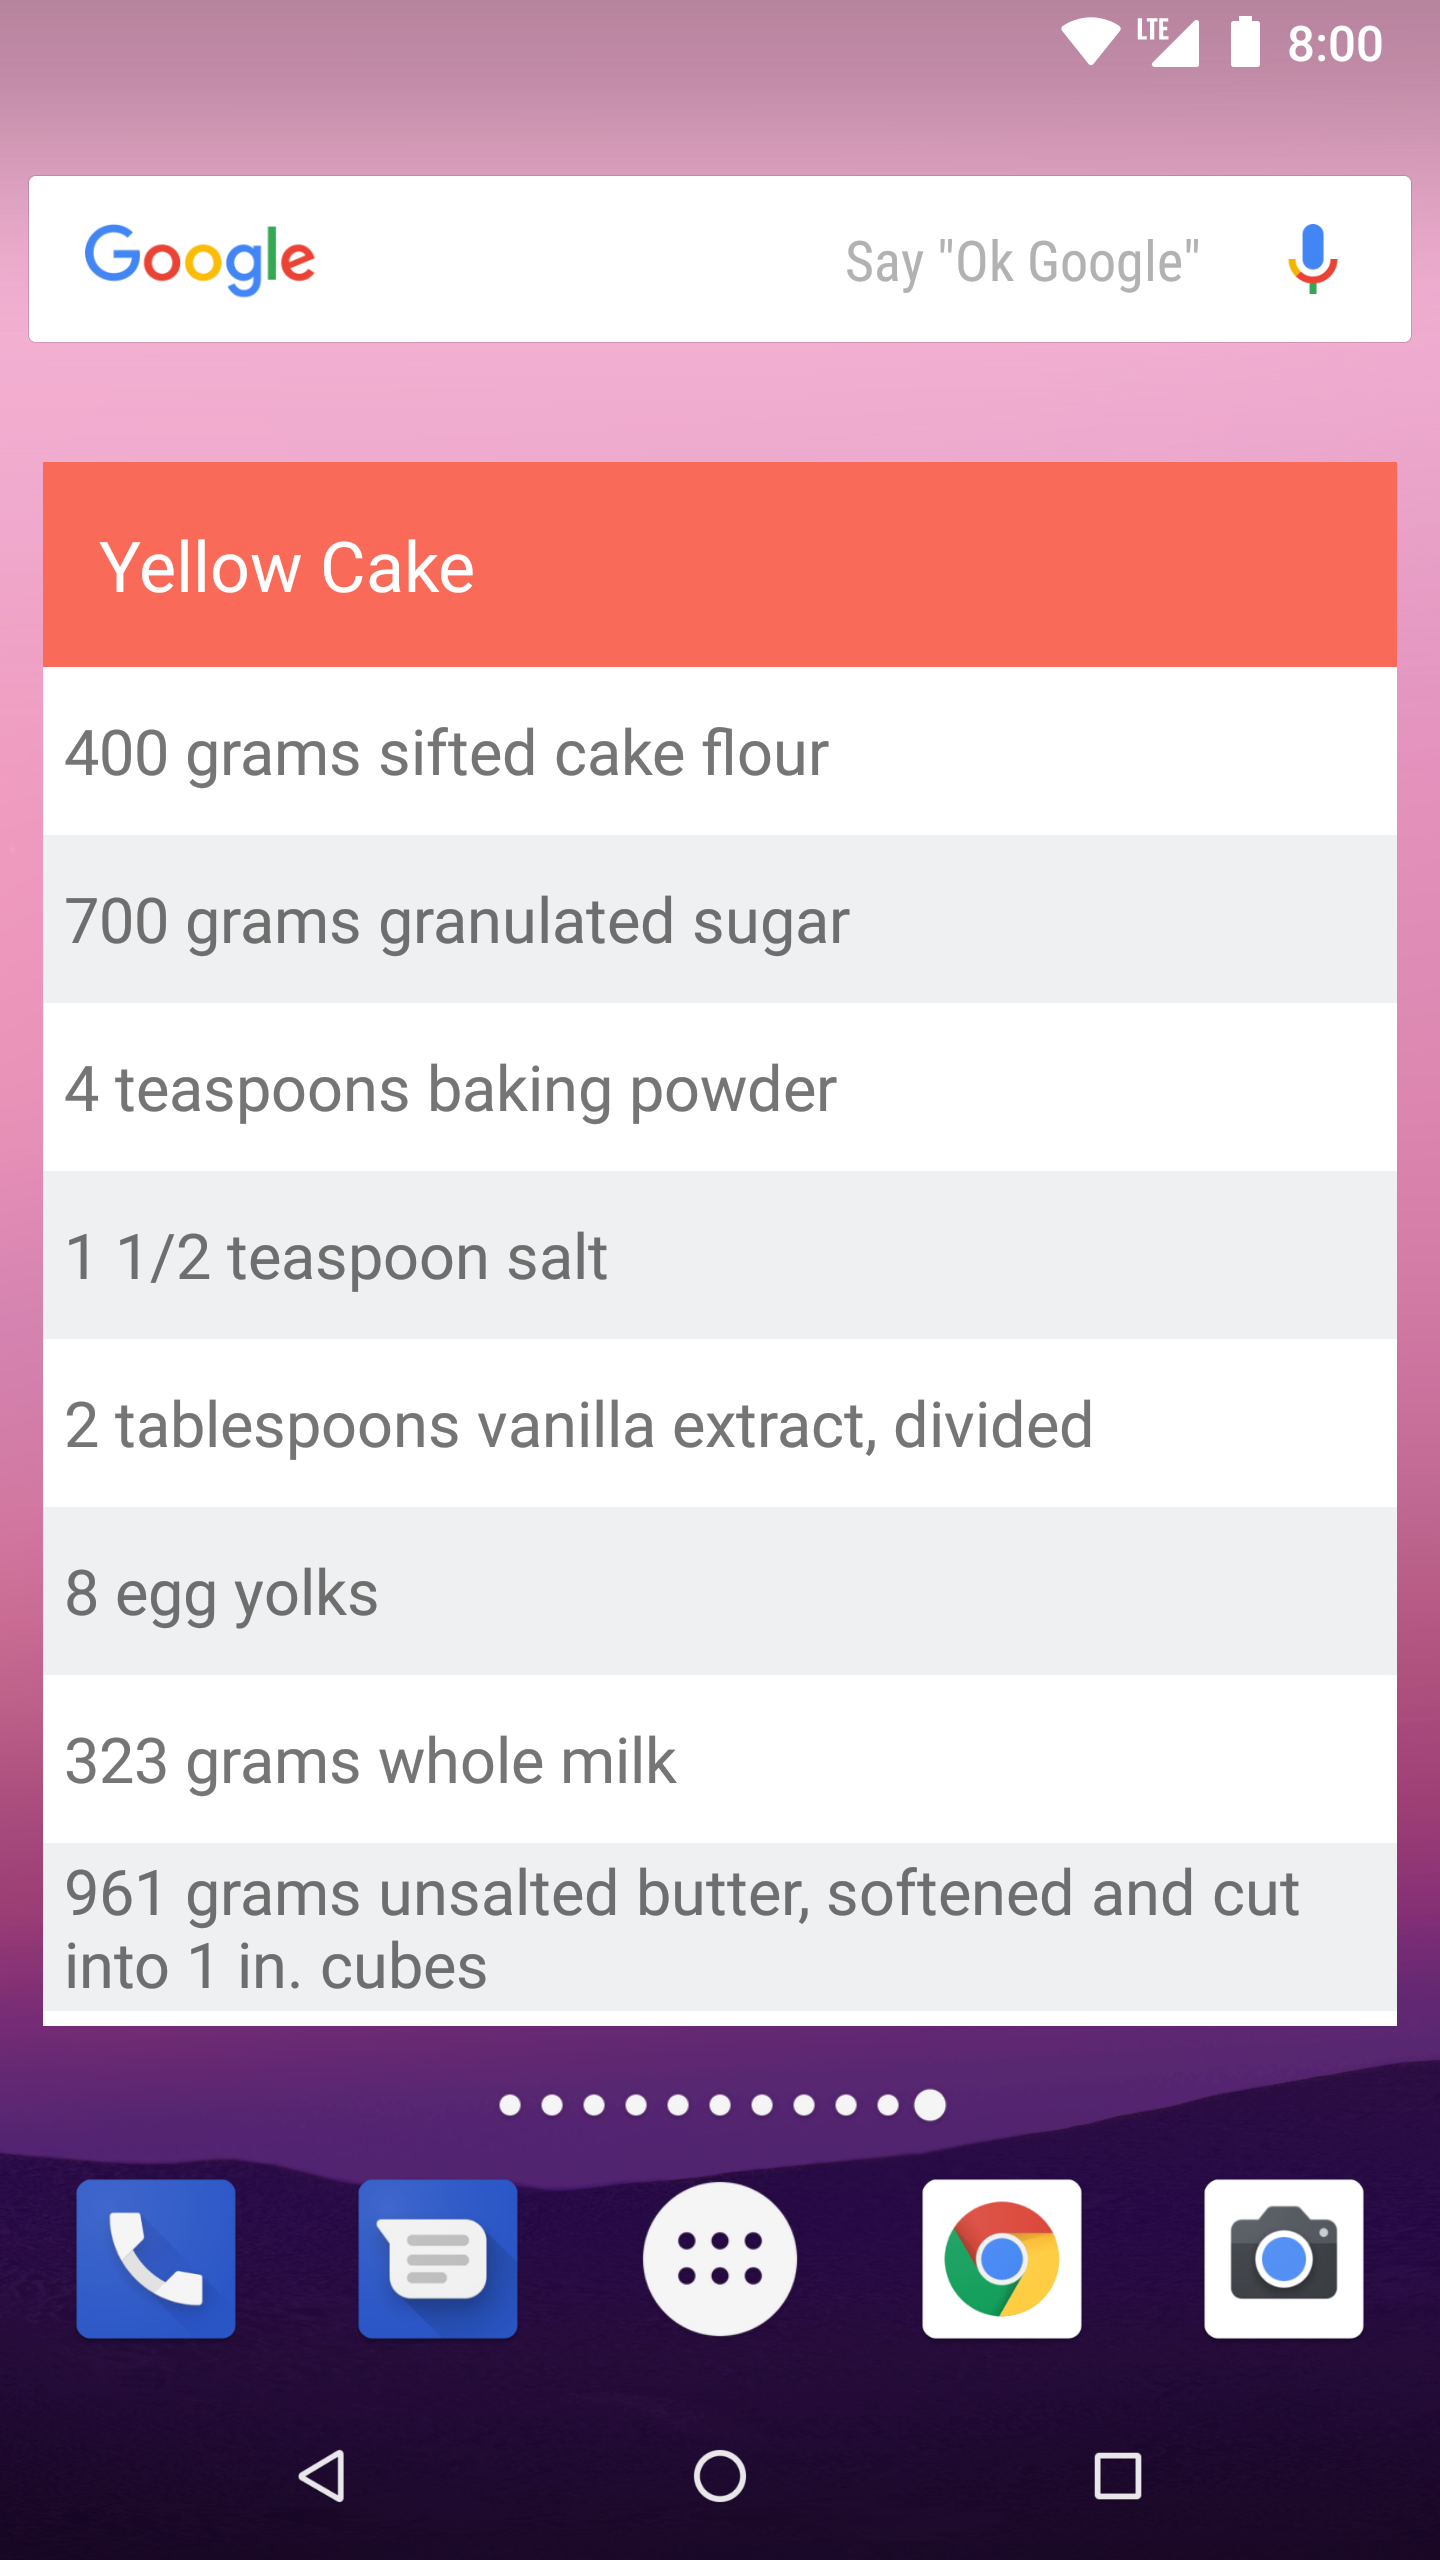 LTE 8:00
Google Say "Ok Google"
Yellow Cake
400 grams sifted cake flour
700 grams granulated sugar
4 teaspoons baking powder
1 1/2 teaspoon salt
2 tablespoons vanilla extract, divided
8 egg yolks
323 grams whole milk
961 grams unsalted butter, softened and cut
into 1 in. cubes